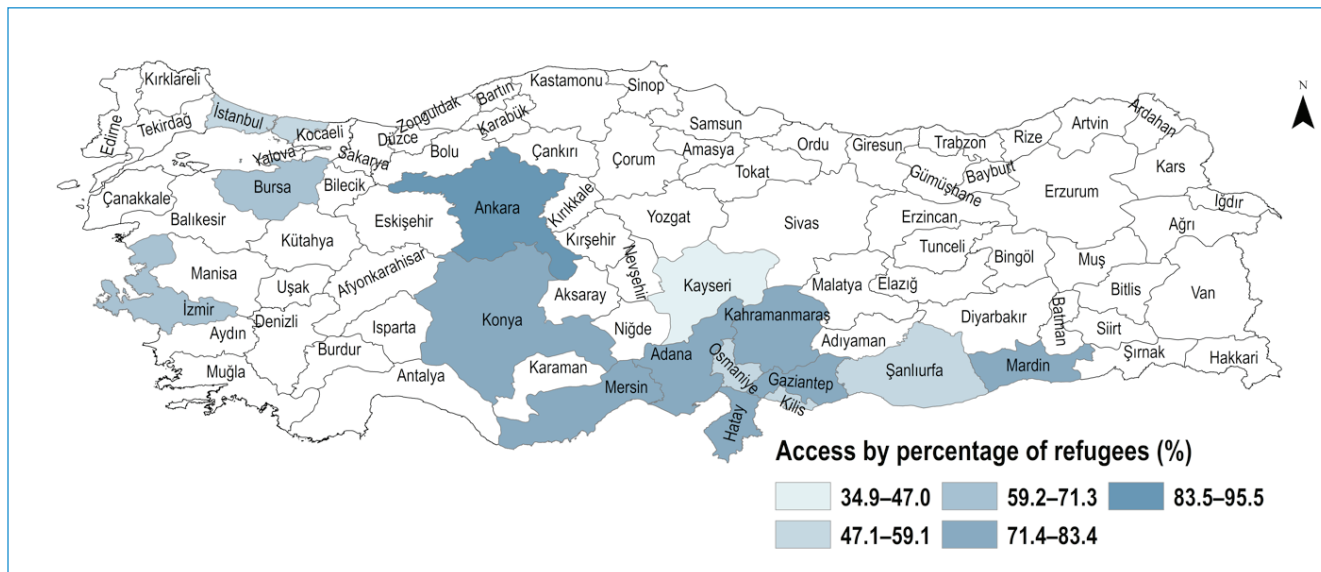 N
Kırklareli
Kastamonu
Sinop
Bartın
Zonguldak
Edirne
Tekirdağ
İstanbul
Kocaeli
Düzce
Karabük
Samsun
Artvin
Ardahan
Yalova
Sakarya
Bolu
Çankırı
Çorum
Amasya
Ordu
Giresun
Trabzon
Rize
Kars
Çanakkale
Bursa
Bilecik
Tokat
Gümüşhane
Bayburt
Erzurum
Iğdır
Balıkesir
Eskişehir
Ankara
Kırıkkale
Yozgat
Sivas
Erzincan
Ağrı
Kütahya
Kırşehir
Tunceli
Manisa
Uşak
Afyonkarahisar
Nevşehir
Kayseri
Bingöl
Muş
Aksaray
Malatya
Elazığ
Bitlis
Van
İzmir
Konya
Kahramanmaraş
Diyarbakır
Batman
Aydın
Denizli
Isparta
Niğde
Siirt
Burdur
Adana
Osmaniye
Adıyaman
Şırnak
Hakkari
Muğla
Antalya
Karaman
Mersin
Gaziantep
Şanlıurfa
Mardin
Kilis
Hatay
Access by percentage of refugees (%)
34.9–47.0
59.2–71.3
83.5–95.5
47.1–59.1
71.4–83.4